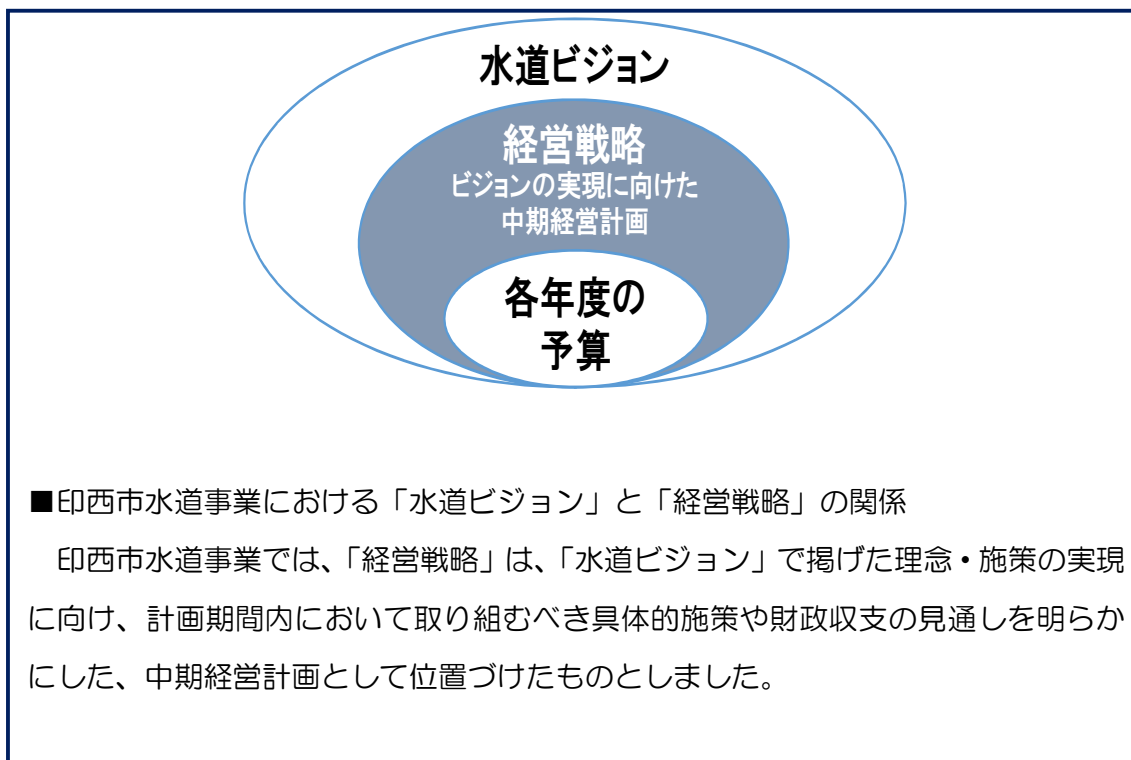 水道ビジョン
経営戦略
ビジョンの実現に向けた
中期経営計画
各年度の
予算
■印西市水道事業における「水道ビジョン」と「経営戦略」の関係
　印西市水道事業では、「経営戦略」は、「水道ビジョン」で掲げた理念・施策の実現
に向け、計画期間内において取り組むべき具体的施策や財政収支の見通しを明らか
にした、中期経営計画として位置づけたものとしました。